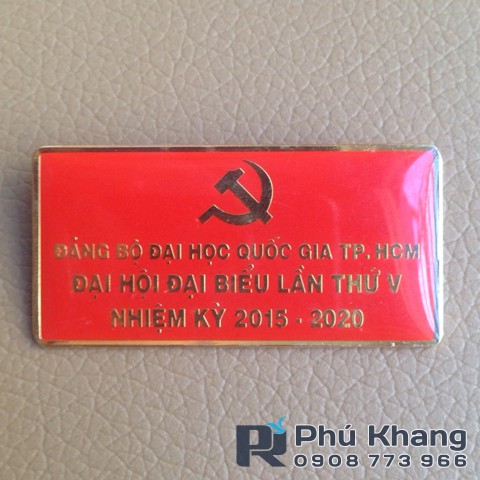 ĐẢNG BỘ ĐẠI HỌC QUỐC GIA TP. HCM
ĐẠI HỘI ĐẠI BIỂU LẦN THỨ V
NHIỆM KỲ 2015 - 2020
Phú Khang
0908 773 966